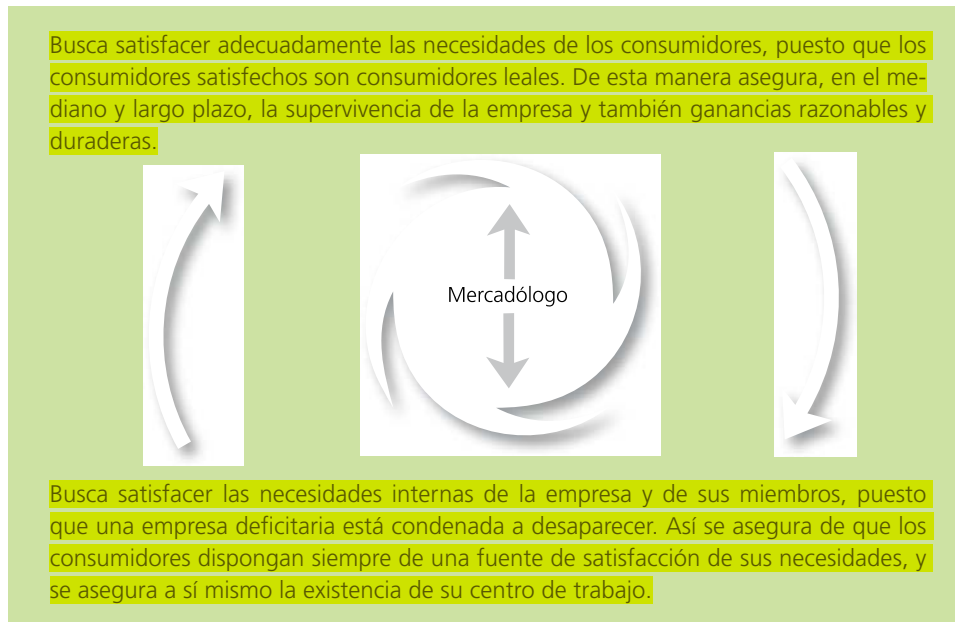 Busca satisfacer adecuadamente las necesidades de los consumidores, puesto que los
consumidores satisfechos son consumidores leales. De esta manera asegura, en el me-
diano y largo plazo, la supervivencia de la empresa y también ganancias razonables y
duraderas.
Mercadólogo
Busca satisfacer las necesidades internas de la empresa y de sus miembros, puesto
que una empresa deficitaria está condenada a desaparecer. Así se asegura de que los
consumidores dispongan siempre de una fuente de satisfacción de sus necesidades, y
se asegura a sí mismo la existencia de su centro de trabajo.